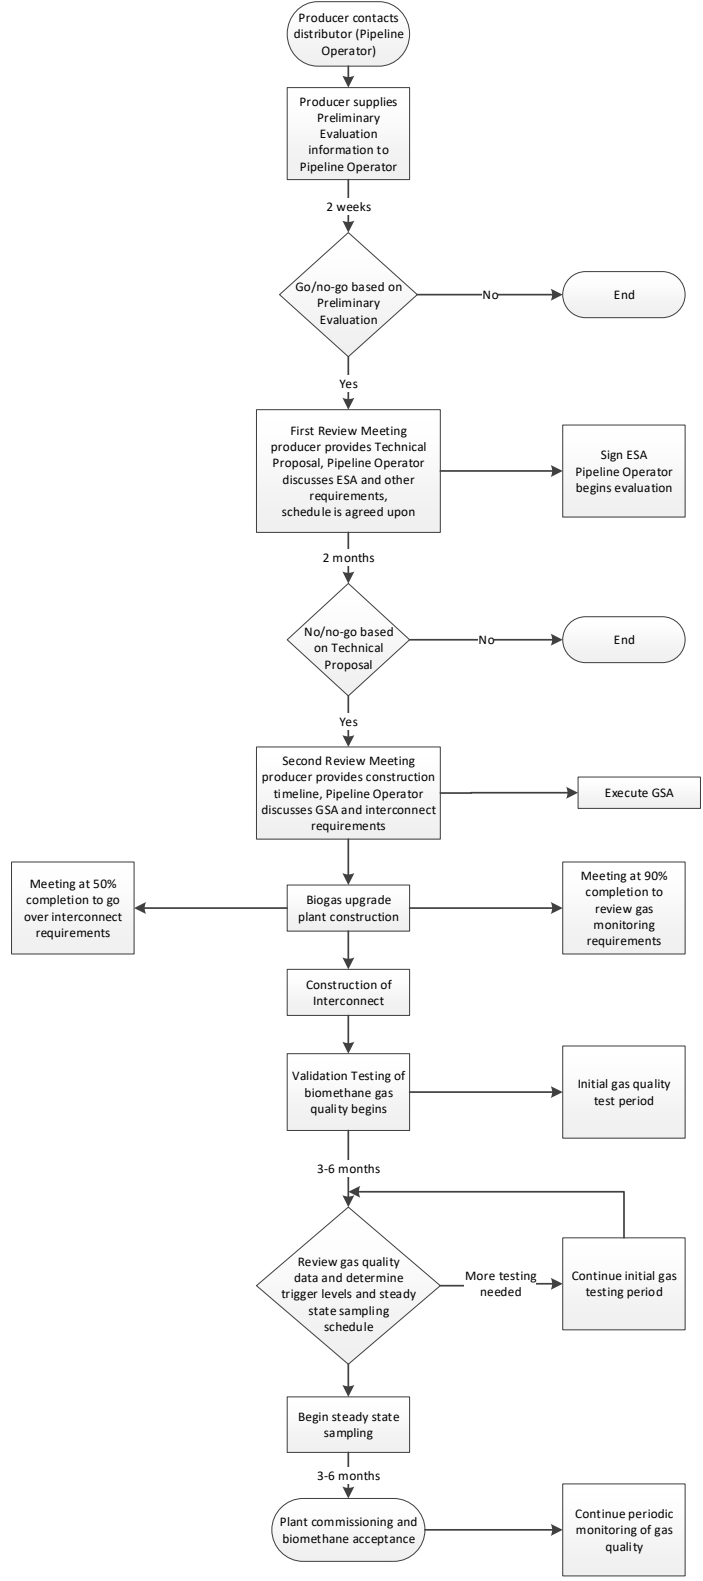 Producer contacts
distributor (Pipeline
Operator)
Producer supplies
Preliminary
Evaluation
information to
Pipeline Operator
2 weeks
Go/no-go based on
Preliminary
Evaluation
No
End
Yes
First Review Meeting
producer provides Technical
Proposal, Pipeline Operator
discusses ESA and other
requirements,
schedule is agreed upon
Sign ESA
Pipeline Operator
begins evaluation
2 months
No/no-go based
on Technical
Proposal
No
End
Yes
Second Review Meeting
producer provides construction
timeline, Pipeline Operator
discusses GSA and interconnect
requirements
Execute GSA
Meeting at 50%
completion to go
over interconnect
requirements
Biogas upgrade
plant construction
Meeting at 90%
completion to
review gas
monitoring
requirements
Construction of
Interconnect
Validation Testing of
biomethane gas
quality begins
Initial gas quality
test period
3-6 months
Review gas quality
data and determine
trigger levels and steady
state sampling
schedule
More testing
needed
Continue initial gas
testing period
Begin steady state
sampling
3-6 months
Plant commissioning and
biomethane acceptance
Continue periodic
monitoring of gas
quality